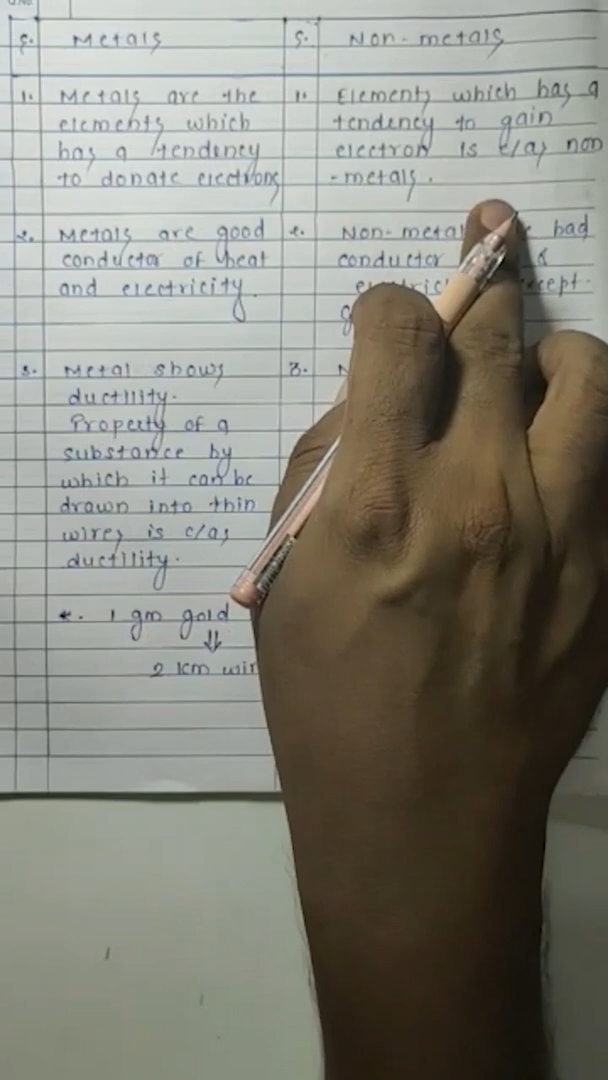 S. Metals S. Non-metals
1. Metals are the
elements which
has a tendency
to donate electrons
1. Elements which has a
tendency to gain
electron is c/as non
-metals.
2. Metals are good
conductor of heat
and electricity.
2. Non-metal bad
conductor &
3. Metal shows
ductility.
Property of a
substance by
which it can be
drawn into thin
wires is c/as
ductility.
*. 1 gm gold
⇓
2 km wir
3. N